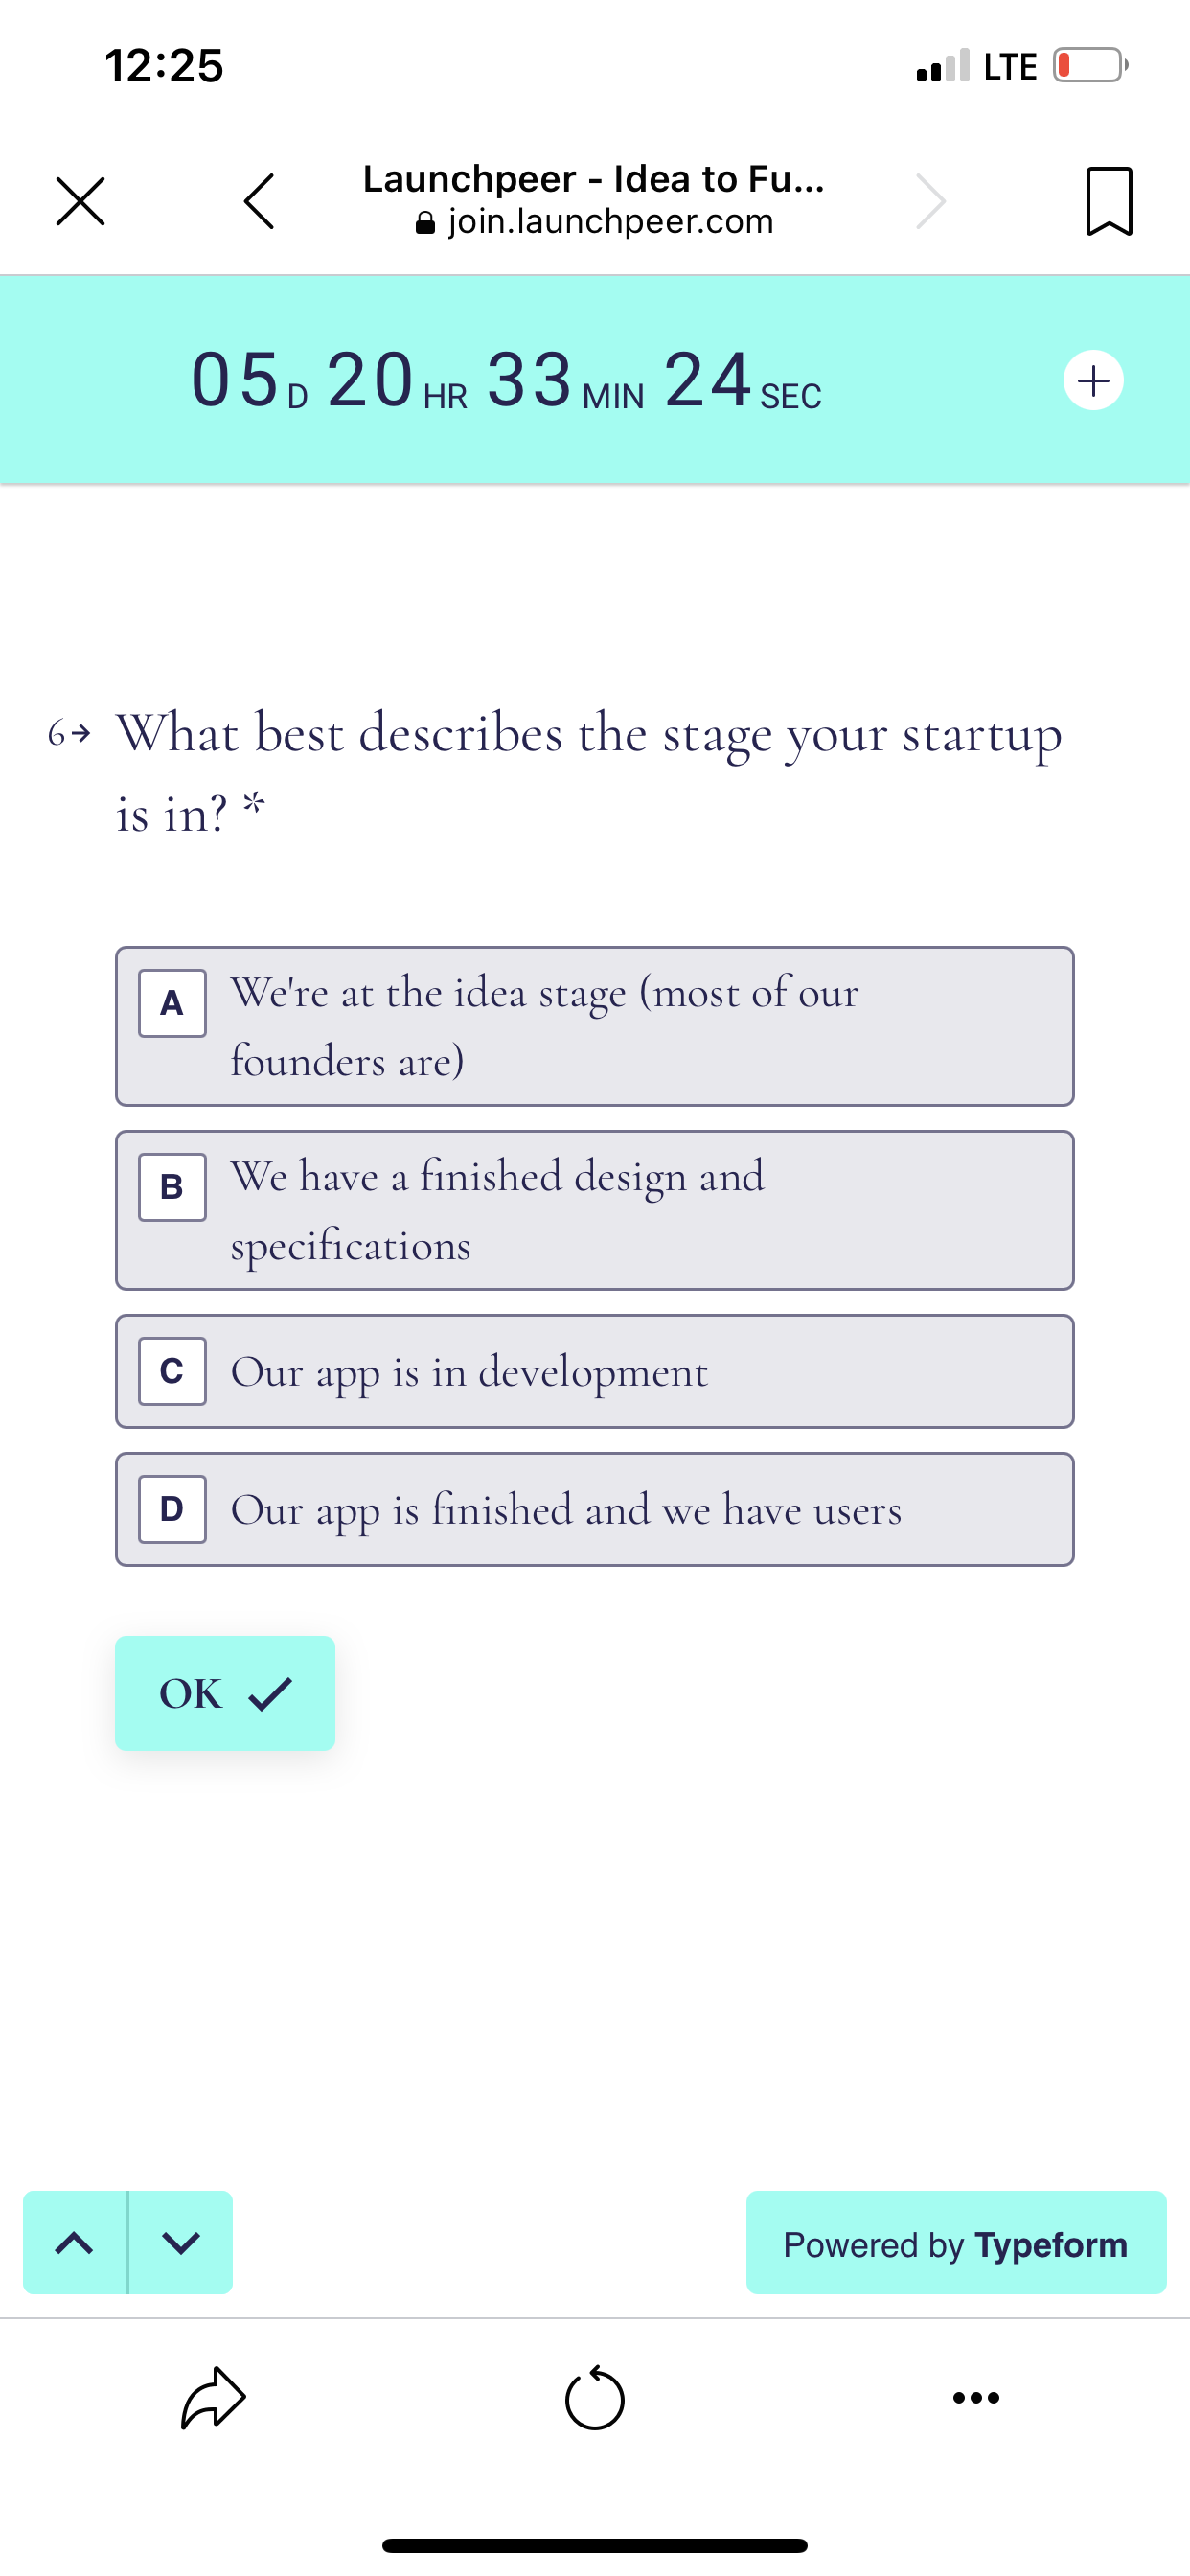 12:25
LTE
Launchpeer - Idea to Fu...
join.launchpeer.com
05 D 20 HR 33 MIN 24 SEC
6 What best describes the stage your startup
is in? *
A We're at the idea stage (most of our
founders are)
B We have a finished design and
specifications
C Our app is in development
D Our app is finished and we have users
OK
Powered by Typeform